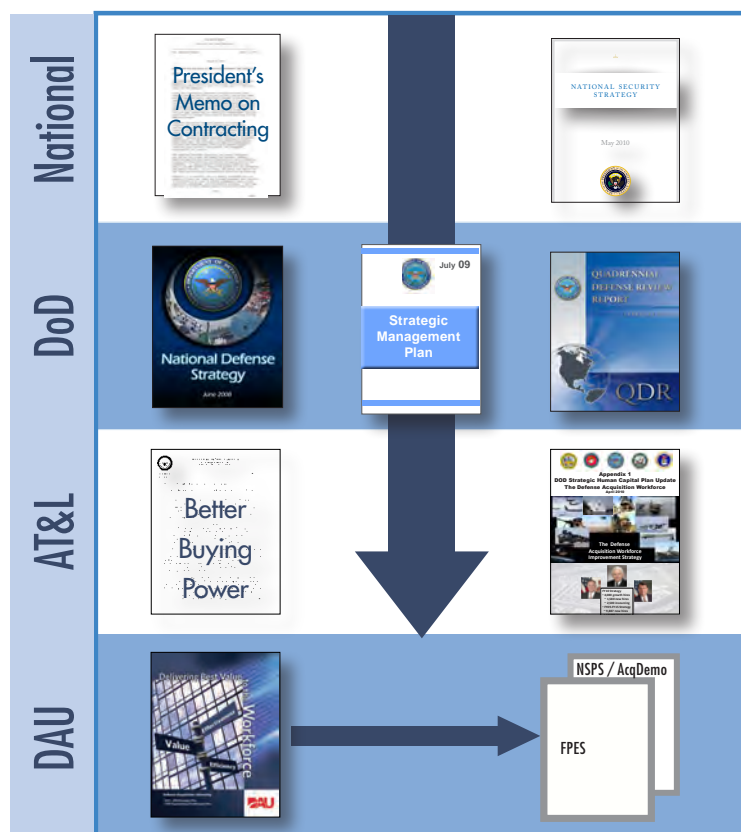 National
President's
Memo on
Contracting
NATIONAL SECURITY
STRATEGY
May 2010
DoD
National Defense
Strategy
June 2008
July 09
Strategic
Management
Plan
QUADRENNIAL
DEFENSE REVIEW
REPORT
QDR
AT&L
Better
Buying
Power
Appendix 1
DOD Strategic Human Capital Plan Update
The Defense Acquisition Workforce
April 2010
The Defense
Acquisition Workforce
Improvement Strategy
DAU
Delivering Best Value
Workforce
Value
Efficiency
DAU
NSPS / AcqDemo
FPES